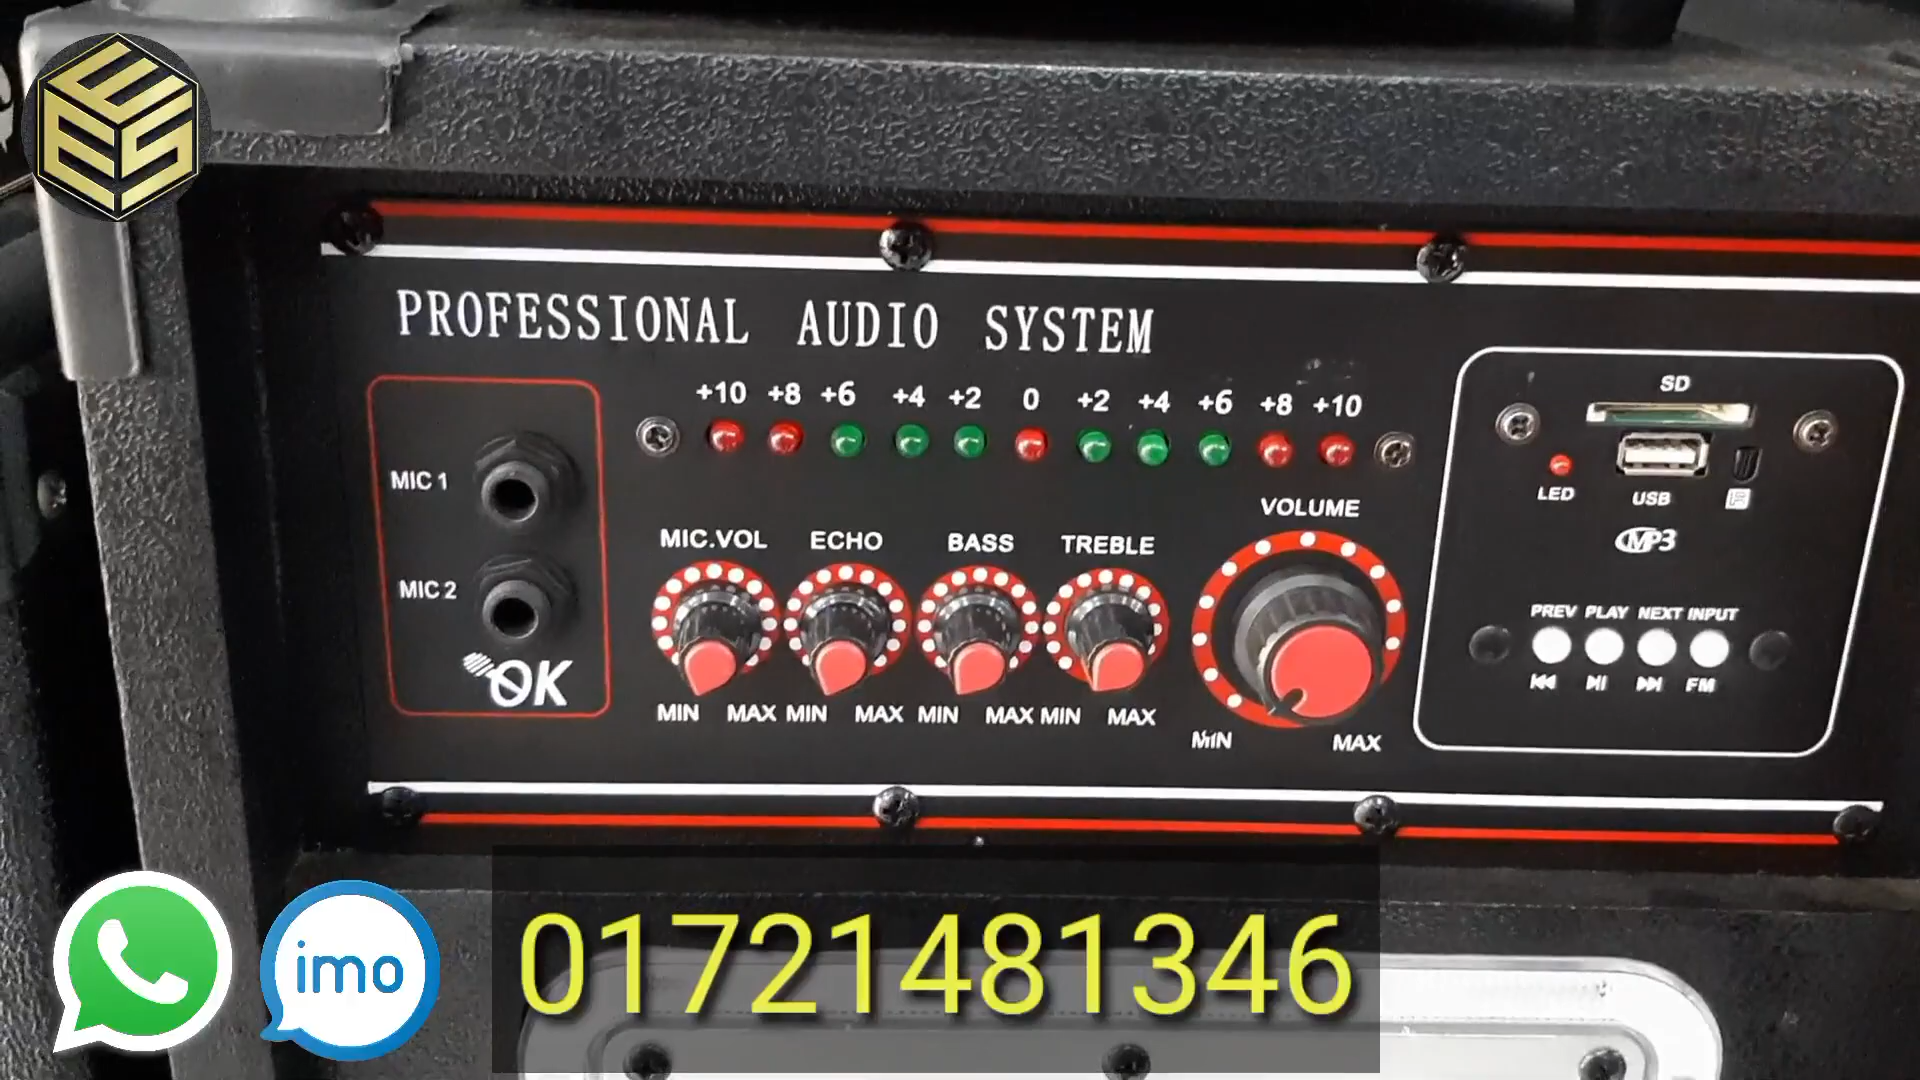 WES
PROFESSIONAL AUDIO SYSTEM
+10 +8 +6 +4 +2 0 +2 +4 +6 +8 +10
MIC 1
MIC 2
OK
MIC.VOL ECHO BASS TREBLE VOLUME
MIN MAX MIN MAX MIN MAX MIN MAX MIN MAX
SD
LED USB
MP3
PREV PLAY NEXT INPUT
FM
imo
01721481346